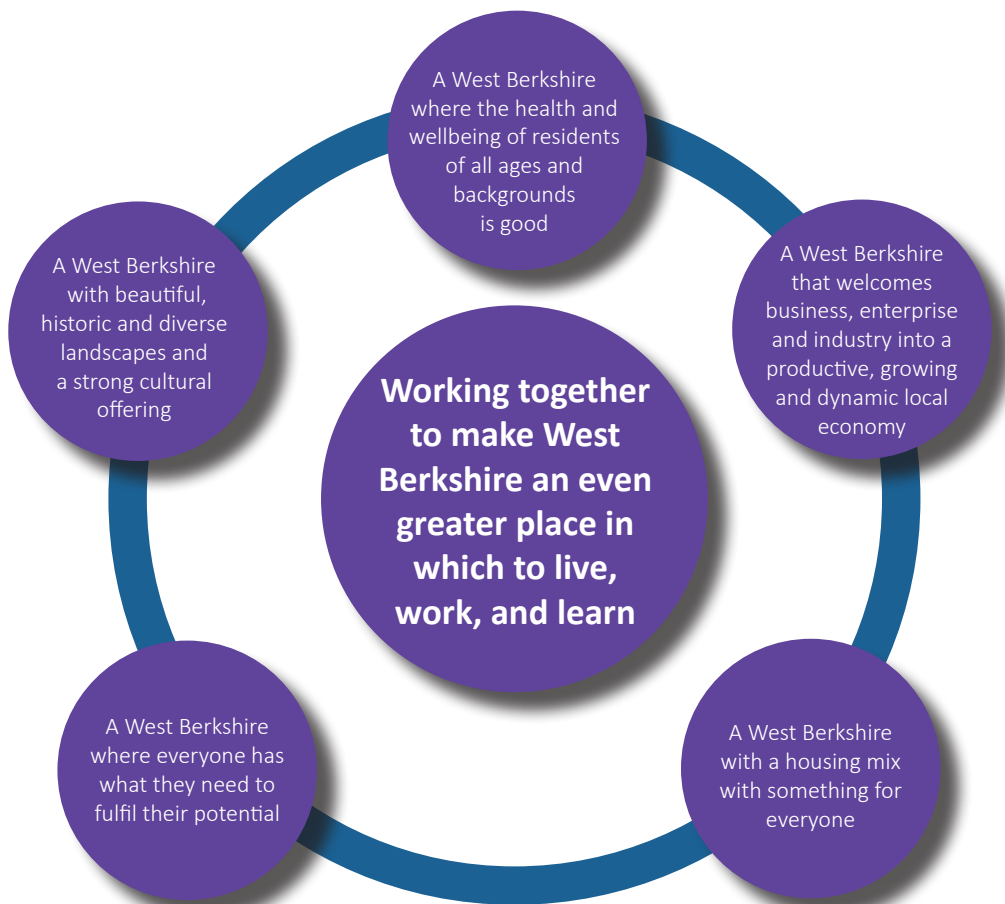 A West Berkshire
where the health and
wellbeing of residents
of all ages and
backgrounds
is good
A West Berkshire
that welcomes
business, enterprise
and industry into a
productive, growing
and dynamic local
economy
A West Berkshire
with a housing mix
with something for
everyone
A West Berkshire
where everyone has
what they need to
fulfil their potential
A West Berkshire
with beautiful,
historic and diverse
landscapes and
a strong cultural
offering
Working together
to make West
Berkshire an even
greater place in
which to live,
work, and learn